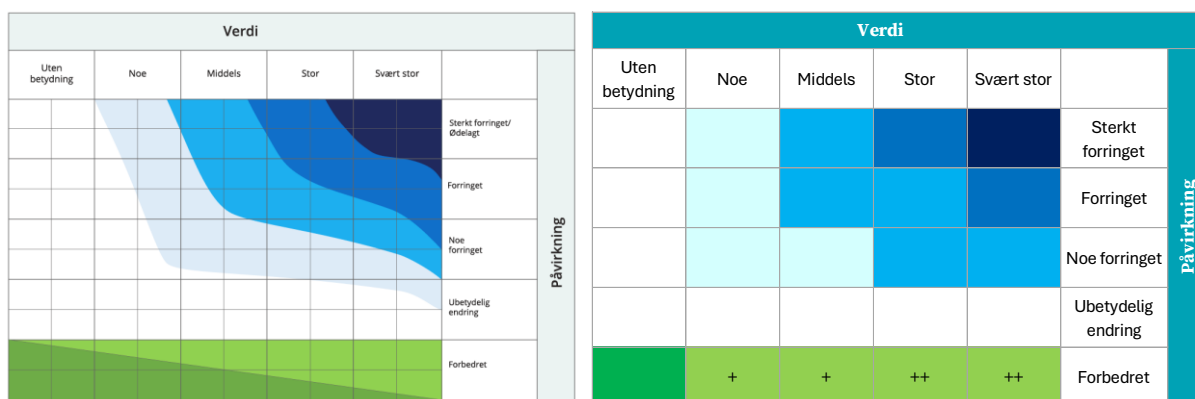 Verdi
Uten
betydning
Noe
Middels
Stor
Svært stor
Sterkt forringet/
Ødelagt
Forringet
Noe
forringet
Ubetydelig
endring
Forbedret
Påvirkning
Verdi
Uten
betydning
Noe
Middels
Stor
Svært stor
Sterkt
forringet
Forringet
Noe forringet
Ubetydelig
endring
+
+
++
++
Forbedret
Påvirkning